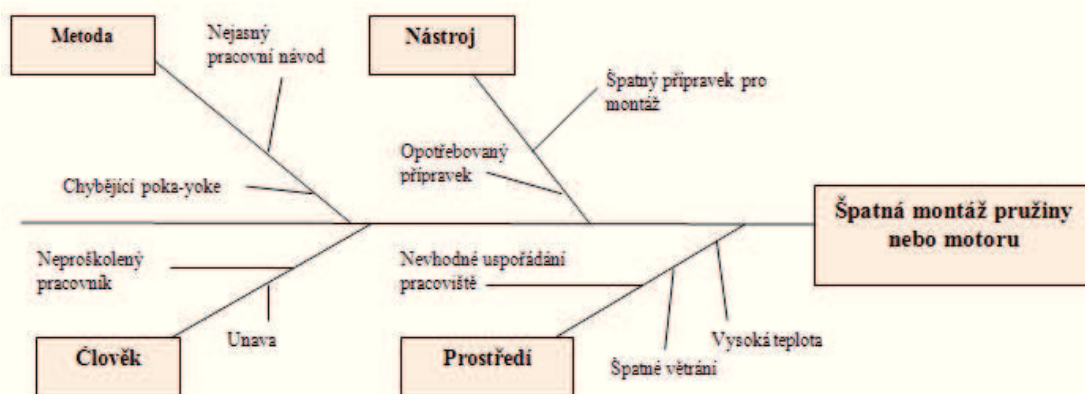 Metoda
Nejasný
pracovní návod
Nástroj
Špatný přípravek pro
montáž
Opotřebovaný
přípravek
Chybějící poka-yoke
Špatná montáž pružiny
nebo motoru
Neproškolený
pracovník
Nevhodné uspořádání
pracoviště
Unava
Vysoká teplota
Člověk
Prostředí
Špatné větrání